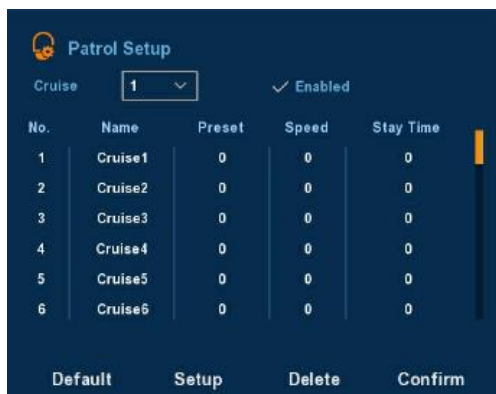 Patrol Setup
Cruise 1 Enabled
No. Name Preset Speed Stay Time
1 Cruise1 0 0 0
2 Cruise2 0 0 0
3 Cruise3 0 0 0
4 Cruise4 0 0 0
5 Cruise5 0 0 0
6 Cruise6 0 0 0
Default Setup Delete Confirm